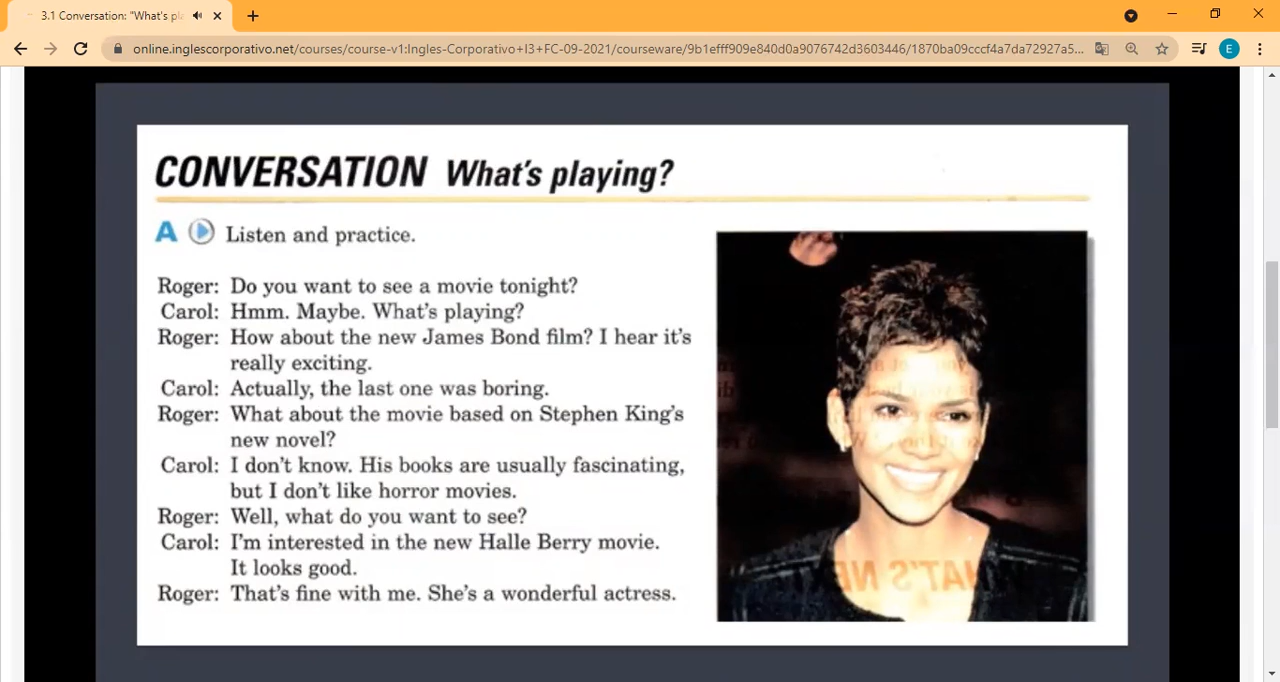 3.1 Conversation: "What's pl
online.inglescorporativo.net/courses/course-v1:Ingles-Corporativo+I3+FC-09-2021/courseware/9b1efff909e840d0a9076742d3603446/1870ba09cccf4a7da72927a5...
E
CONVERSATION What's playing?
A Listen and practice.
Roger: Do you want to see a movie tonight?
Carol: Hmm. Maybe. What's playing?
Roger: How about the new James Bond film? I hear it's
really exciting.
Carol: Actually, the last one was boring.
Roger: What about the movie based on Stephen King's
new novel?
Carol: I don't know. His books are usually fascinating,
but I don't like horror movies.
Roger: Well, what do you want to see?
Carol: I'm interested in the new Halle Berry movie.
It looks good.
Roger: That's fine with me. She's a wonderful actress.